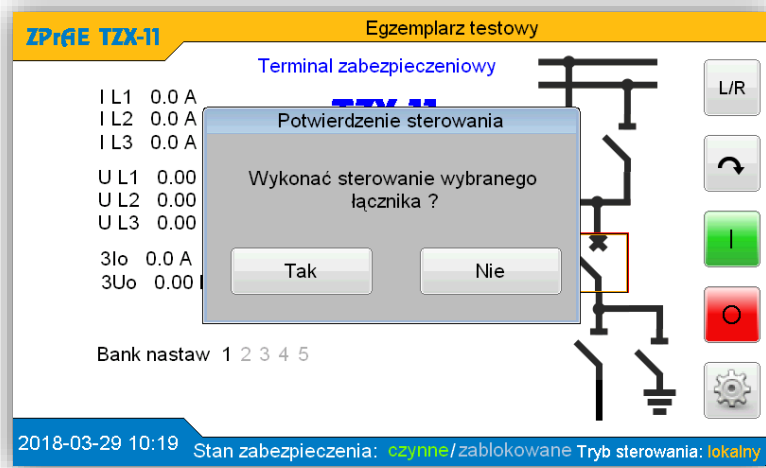 ZPrAE TZX-11
Egzemplarz testowy
Terminal zabezpieczeniowy
TZX-11
I L1 0.0 A
I L2 0.0 A
I L3 0.0 A
U L1 0.00
U L2 0.00
U L3 0.00
3Io 0.0 A
3Uo 0.00
Potwierdzenie sterowania
Wykonać sterowanie wybranego
łącznika ?
Tak Nie
L/R
I
O
Bank nastaw 1 2 3 4 5
2018-03-29 10:19 Stan zabezpieczenia: czynne/zablokowane Tryb sterowania: lokalny